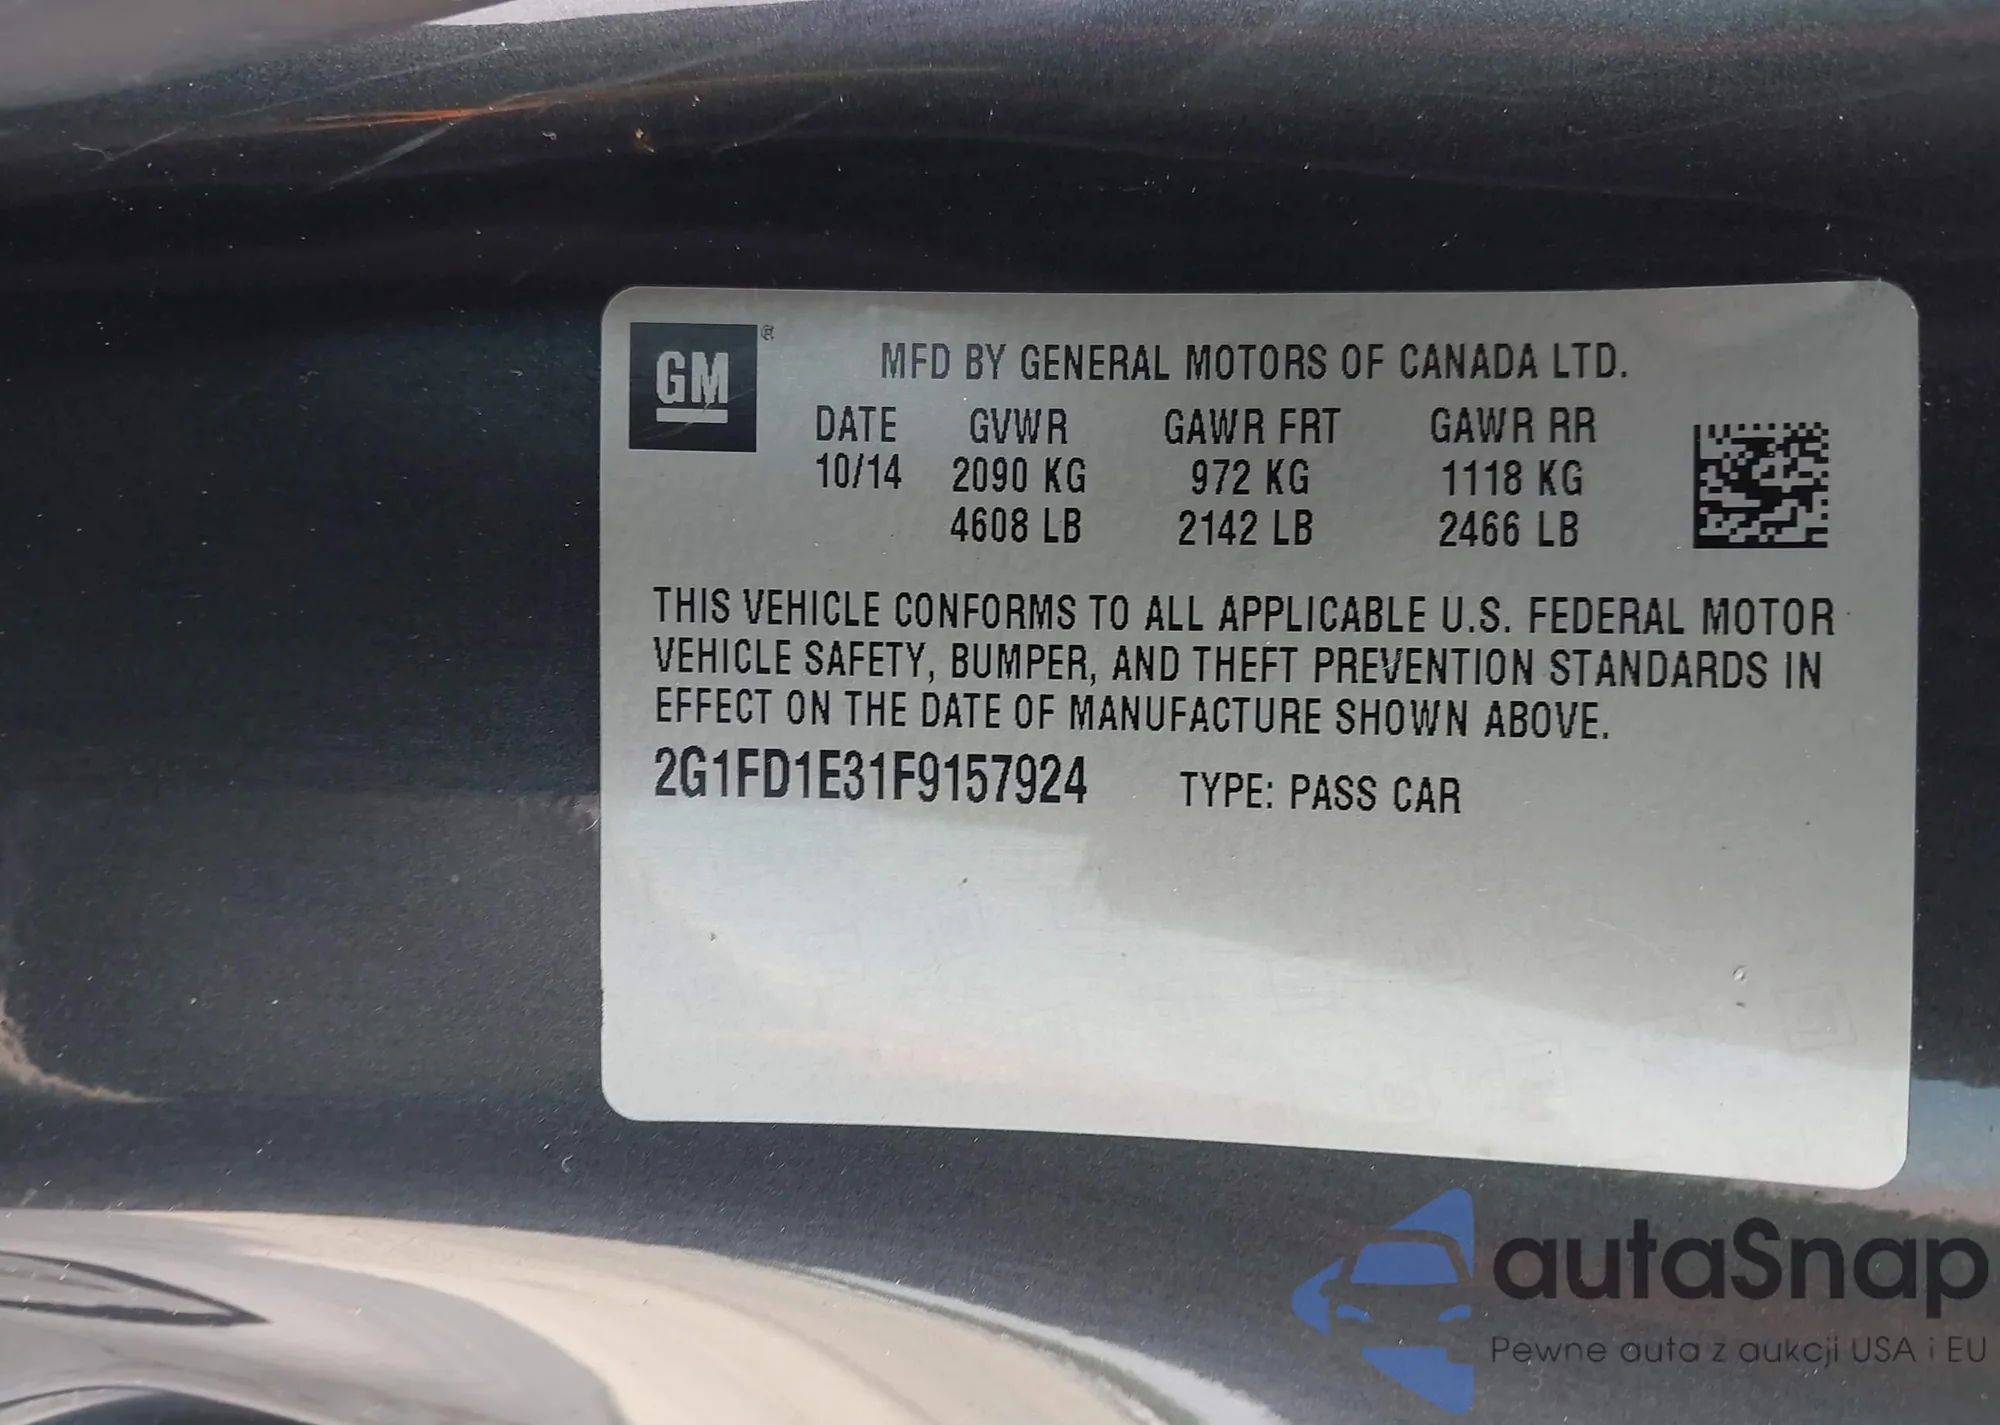 GM ®
MFD BY GENERAL MOTORS OF CANADA LTD.
DATE GVWR GAWR FRT GAWR RR
10/14 2090 KG 972 KG 1118 KG
4608 LB 2142 LB 2466 LB
THIS VEHICLE CONFORMS TO ALL APPLICABLE U.S. FEDERAL MOTOR
VEHICLE SAFETY, BUMPER, AND THEFT PREVENTION STANDARDS IN
EFFECT ON THE DATE OF MANUFACTURE SHOWN ABOVE.
2G1FD1E31F9157924 TYPE: PASS CAR
autaSnap
Pewne auta z aukcji USA i EU